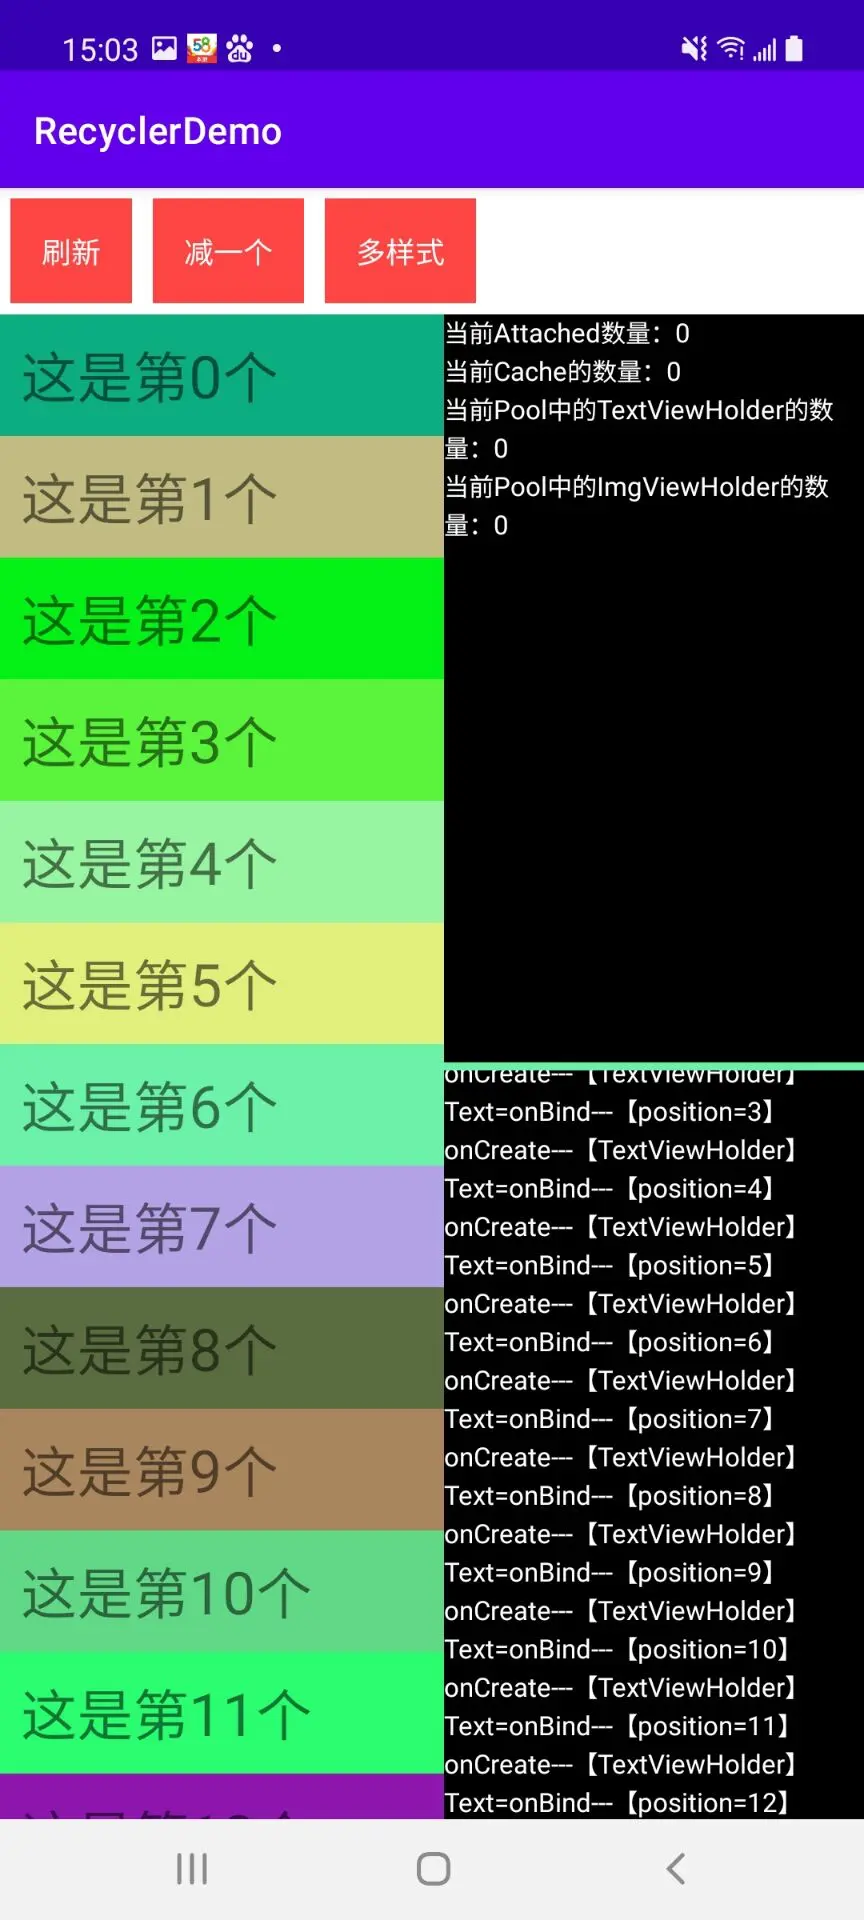 15:03
58
du
RecyclerDemo
刷新
减一个
多样式
这是第0个
这是第1个
这是第2个
这是第3个
这是第4个
这是第5个
这是第6个
这是第7个
这是第8个
这是第9个
这是第10个
这是第11个
当前Attached数量：0
当前Cache的数量：0
当前Pool中的TextViewHolder的数
量：0
当前Pool中的ImgViewHolder的数
量：0
onCreate---【TextViewHolder】
Text=onBind---【position=3】
onCreate---【TextViewHolder】
Text=onBind---【position=4】
onCreate---【TextViewHolder】
Text=onBind---【position=5】
onCreate---【TextViewHolder】
Text=onBind---【position=6】
onCreate---【TextViewHolder】
Text=onBind---【position=7】
onCreate---【TextViewHolder】
Text=onBind---【position=8】
onCreate---【TextViewHolder】
Text=onBind---【position=9】
onCreate---【TextViewHolder】
Text=onBind---【position=10】
onCreate---【TextViewHolder】
Text=onBind---【position=11】
onCreate---【TextViewHolder】
Text=onBind---【position=12】